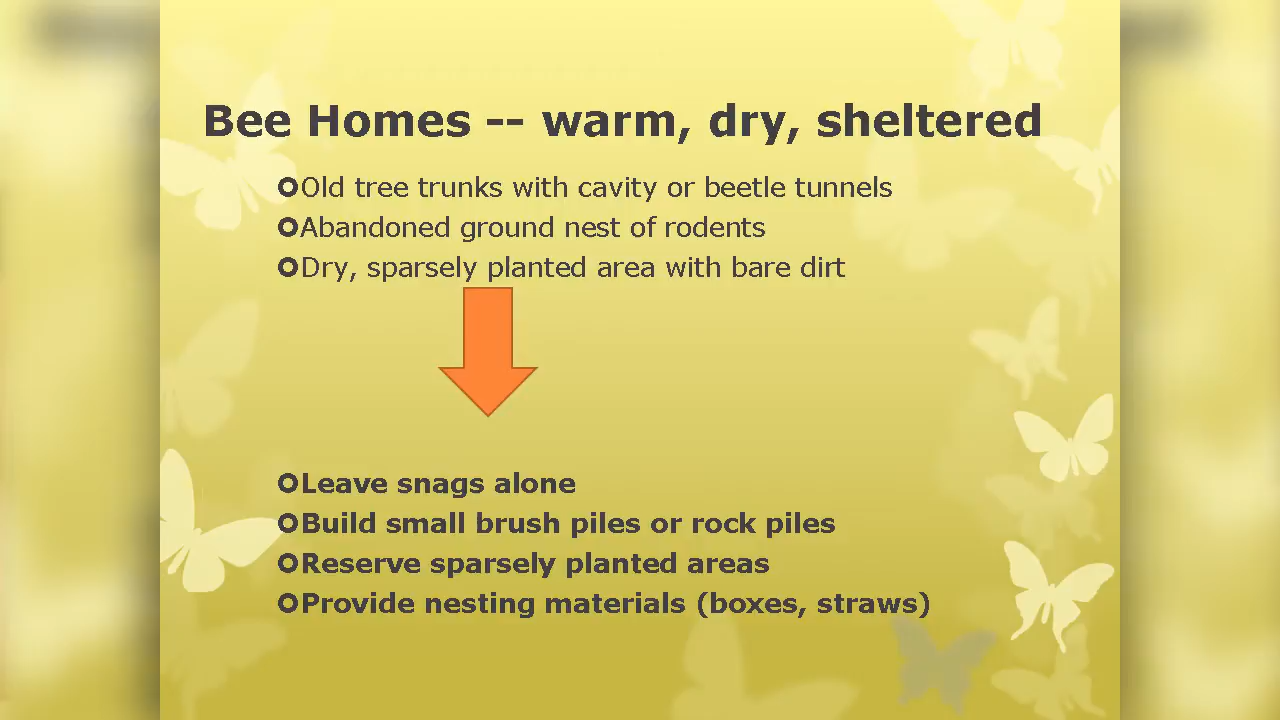 Bee Homes -- warm, dry, sheltered
Old tree trunks with cavity or beetle tunnels
Abandoned ground nest of rodents
Dry, sparsely planted area with bare dirt
Leave snags alone
Build small brush piles or rock piles
Reserve sparsely planted areas
Provide nesting materials (boxes, straws)